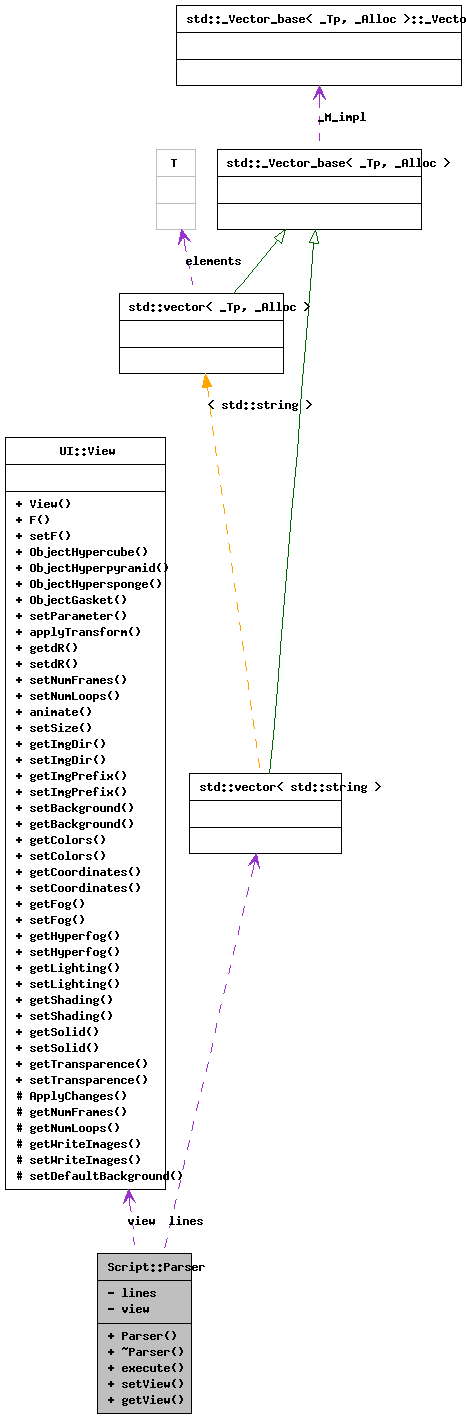 std::_Vector_base< _Tp, _Alloc >::_Vecto
_M_impl
T
std::_Vector_base< _Tp, _Alloc >
elements
std::vector< _Tp, _Alloc >
< std::string >
UI::View
+ View()
+ F()
+ setF()
+ ObjectHypercube()
+ ObjectHyperpyramid()
+ ObjectHypersponge()
+ ObjectGasket()
+ setParameter()
+ applyTransform()
+ getdR()
+ setdR()
+ setNumFrames()
+ setNumLoops()
+ animate()
+ setSize()
+ getImgDir()
+ setImgDir()
+ getImgPrefix()
+ setImgPrefix()
+ setBackground()
+ getBackground()
+ getColors()
+ setColors()
+ getCoordinates()
+ setCoordinates()
+ getFog()
+ setFog()
+ getHyperfog()
+ setHyperfog()
+ getLighting()
+ setLighting()
+ getShading()
+ setShading()
+ getSolid()
+ setSolid()
+ getTransparence()
+ setTransparence()
# ApplyChanges()
# getNumFrames()
# getNumLoops()
# getWriteImages()
# setWriteImages()
# setDefaultBackground()
std::vector< std::string >
view
lines
Script::Parser
- lines
- view
+ Parser()
+ ~Parser()
+ execute()
+ setView()
+ getView()